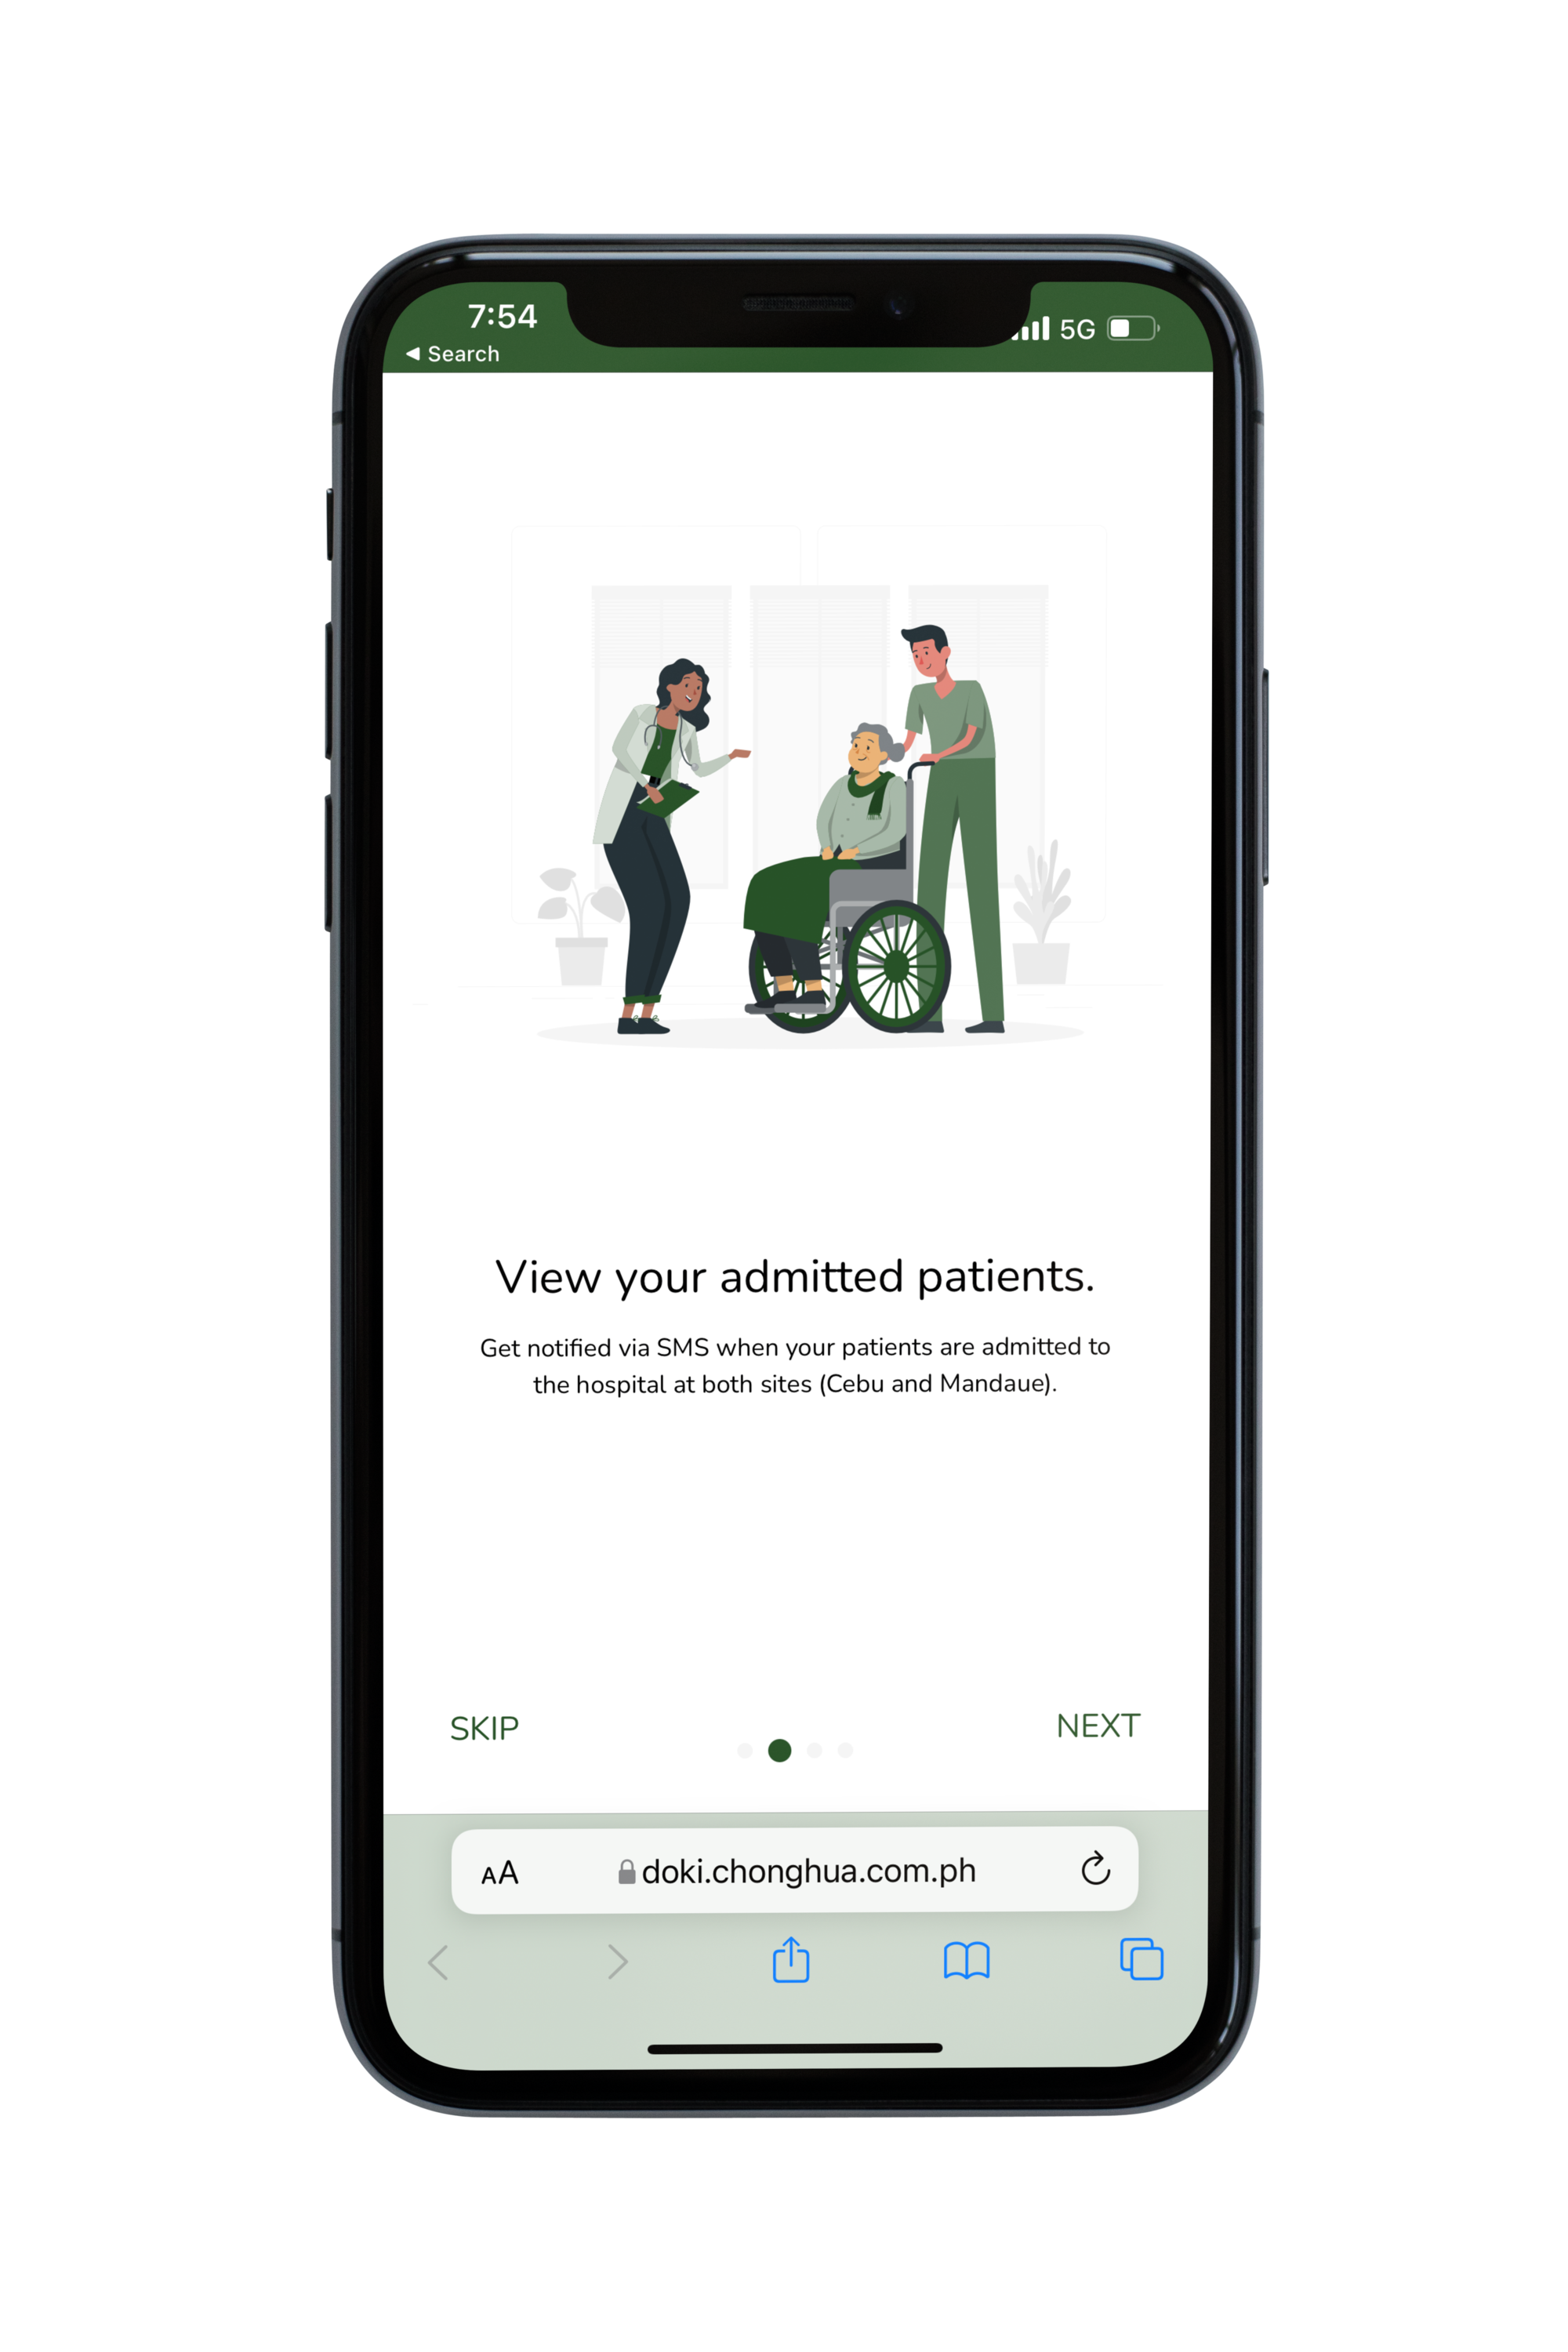 7:54
5G
◀ Search
View your admitted patients.
Get notified via SMS when your patients are admitted to
the hospital at both sites (Cebu and Mandaue).
SKIP
NEXT
AA
doki.chonghua.com.ph